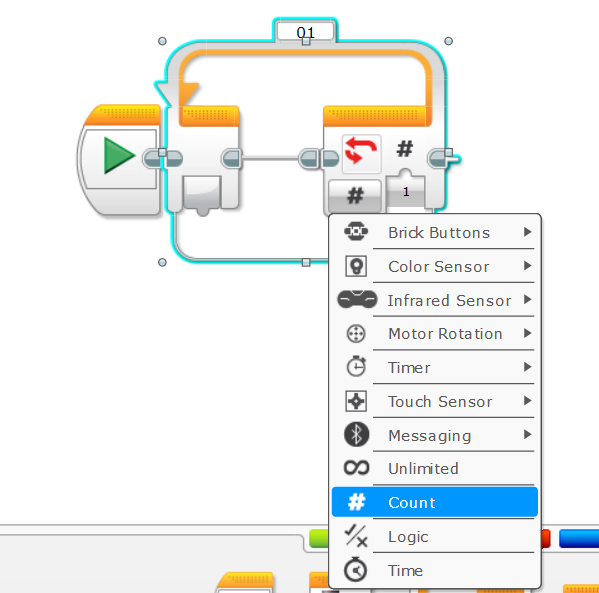 01
#
#
1
Brick Buttons
Color Sensor
Infrared Sensor
Motor Rotation
Timer
Touch Sensor
Messaging
Unlimited
# Count
Logic
Time